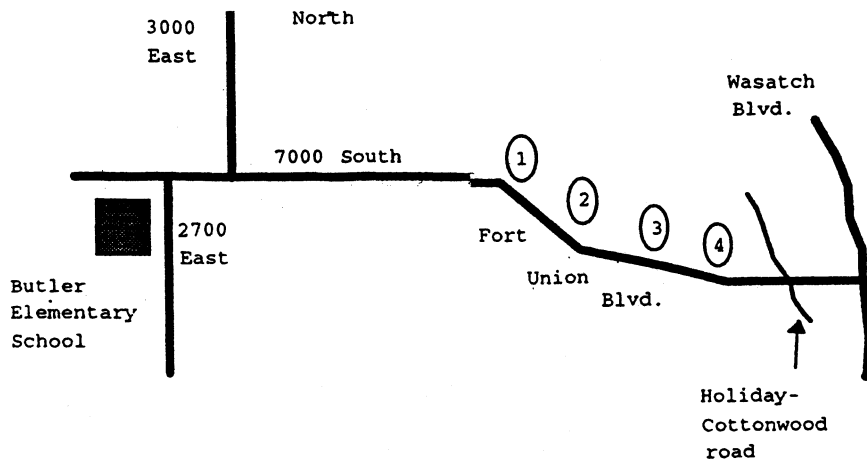 3000
East
North
Wasatch
Blvd.
7000 South
1
2
3
4
2700
East
Fort
Union
Blvd.
Butler
Elementary
School
Holiday-
Cottonwood
road